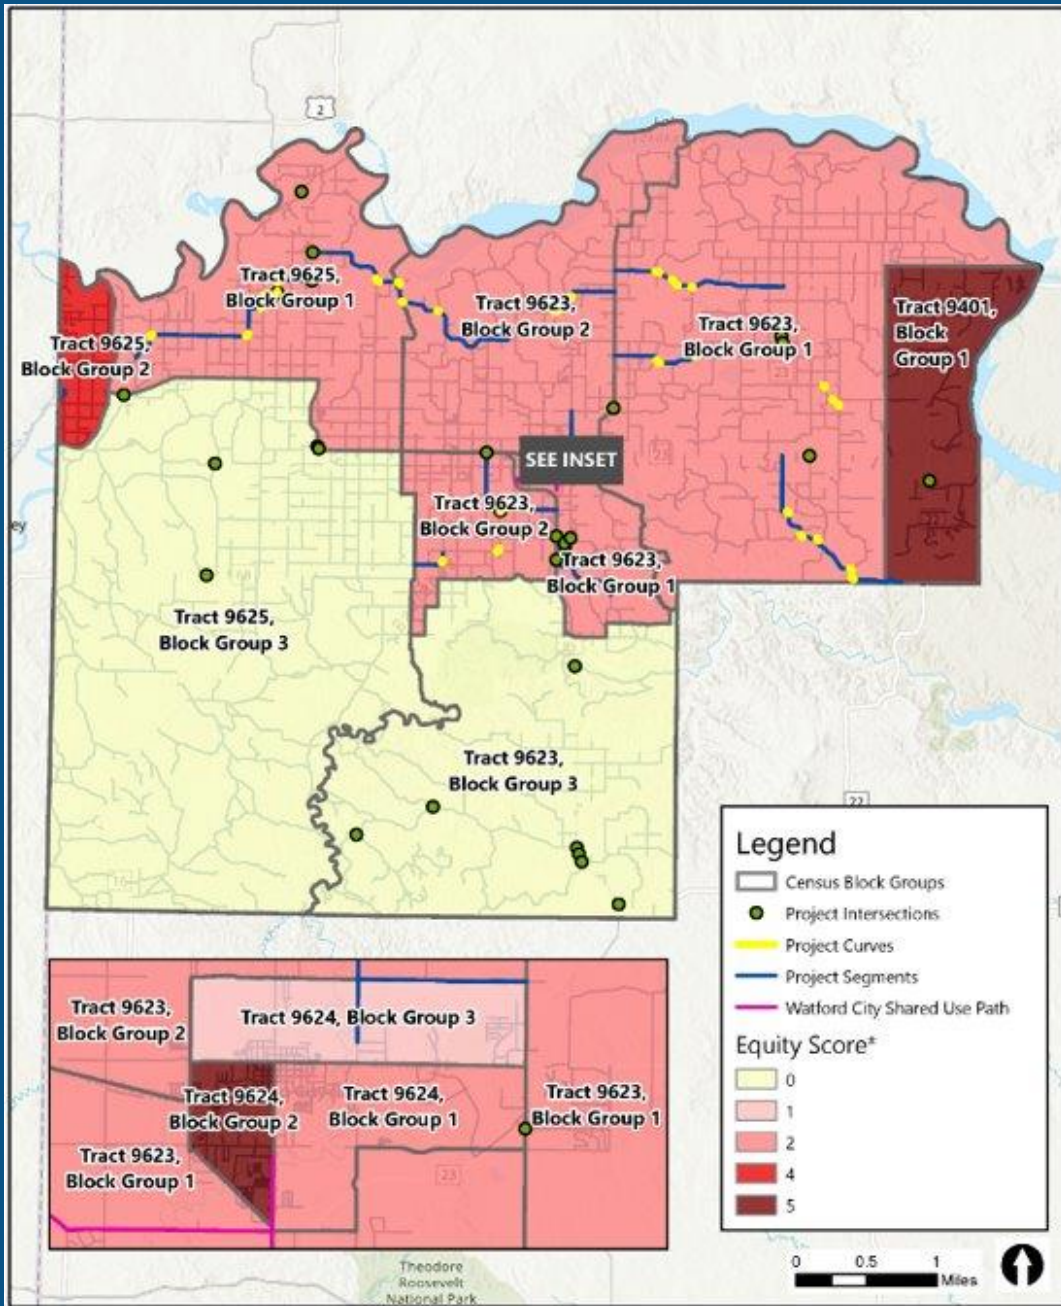 2
Tract 9625,
Block Group 1
Tract 9623,
Block Group 2
Tract 9623,
Block Group 1
Tract 9401,
Block
Group 1
Tract 9625,
Block Group 2
23
SEE INSET
Tract 9623,
Block Group 2
Tract 9623,
Block Group 1
ey
68
Tract 9625,
Block Group 3
Tract 9623,
Block Group 3
16
22
Legend
Census Block Groups
Project Intersections
Project Curves
Project Segments
Watford City Shared Use Path
Equity Score*
0
1
2
4
5
Tract 9623,
Block Group 2
Tract 9624, Block Group 3
Tract 9624,
Block Group 2
Tract 9624,
Block Group 1
Tract 9623,
Block Group 1
Tract 9623,
Block Group 1
23
Theodore
Roosevelt
National Park
0 0.5 1
Miles